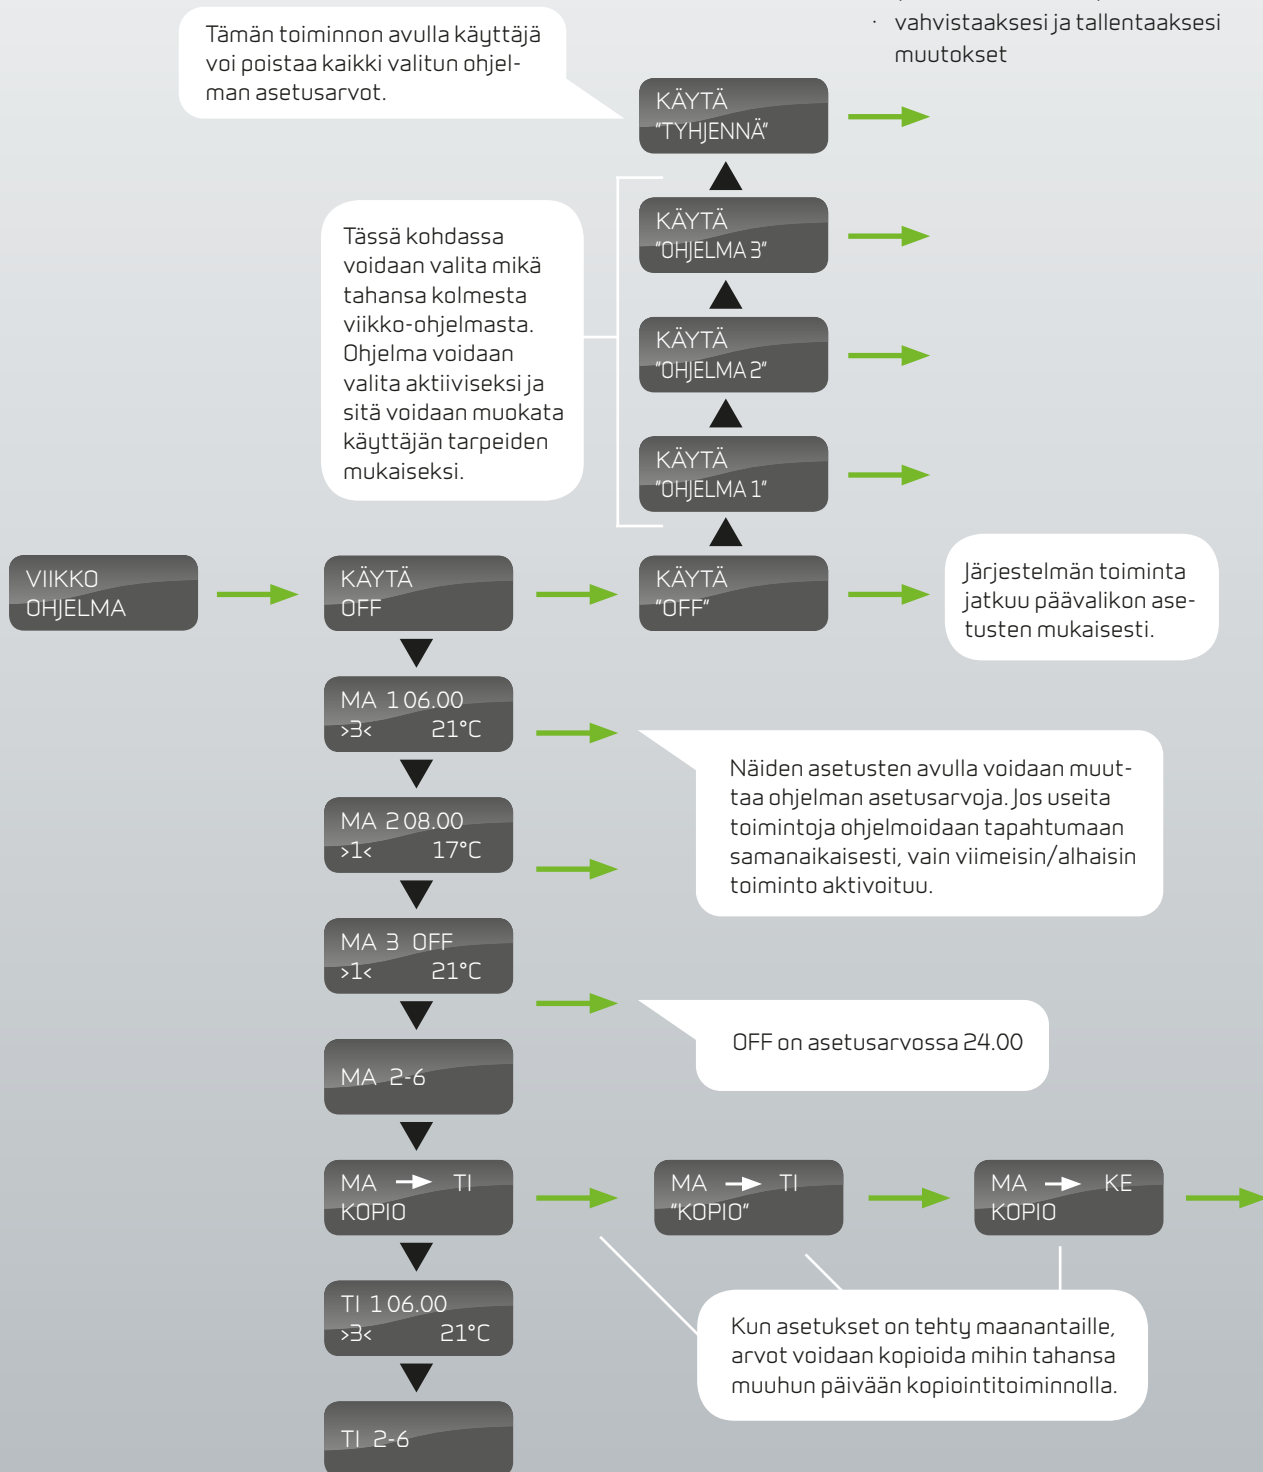 · vahvistaaksesi ja tallentaaksesi
muutokset
Tämän toiminnon avulla käyttäjä
voi poistaa kaikki valitun ohjel-
man asetusarvot.
KÄYTÄ
"TYHJENNÄ"
Tässä kohdassa
voidaan valita mikä
tahansa kolmesta
viikko-ohjelmasta.
Ohjelma voidaan
valita aktiiviseksi ja
sitä voidaan muokata
käyttäjän tarpeiden
mukaiseksi.
KÄYTÄ
"OHJELMA 3"
KÄYTÄ
"OHJELMA 2"
KÄYTÄ
"OHJELMA 1"
VIIKKO
OHJELMA
KÄYTÄ
OFF
KÄYTÄ
"OFF"
Järjestelmän toiminta
jatkuu päävalikon ase-
tusten mukaisesti.
MA 1 06.00
>3< 21°C
Näiden asetusten avulla voidaan muut-
taa ohjelman asetusarvoja. Jos useita
toimintoja ohjelmoidaan tapahtumaan
samanaikaisesti, vain viimeisin/alhaisin
toiminto aktivoituu.
MA 2 08.00
>1< 17°C
MA 3 OFF
>1< 21°C
OFF on asetusarvossa 24.00
MA 2-6
MA → TI
KOPIO
MA → TI
"KOPIO"
MA → KE
KOPIO
TI 1 06.00
>3< 21°C
Kun asetukset on tehty maanantaille,
arvot voidaan kopioida mihin tahansa
muuhun päivään kopiointitoiminnolla.
TI 2-6